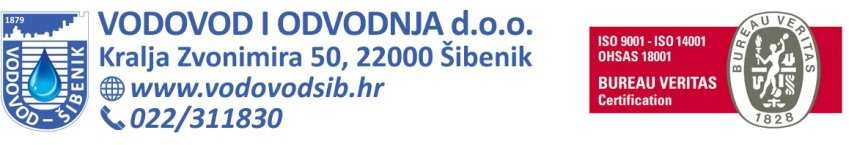 1879
VODOVOD – ŠIBENIK
VODOVOD I ODVODNJA d.o.o.
Kralja Zvonimira 50, 22000 Šibenik
www.vodovodsib.hr
022/311830
ISO 9001 - ISO 14001
OHSAS 18001
BUREAU VERITAS
Certification
BUREAU VERITAS
1828